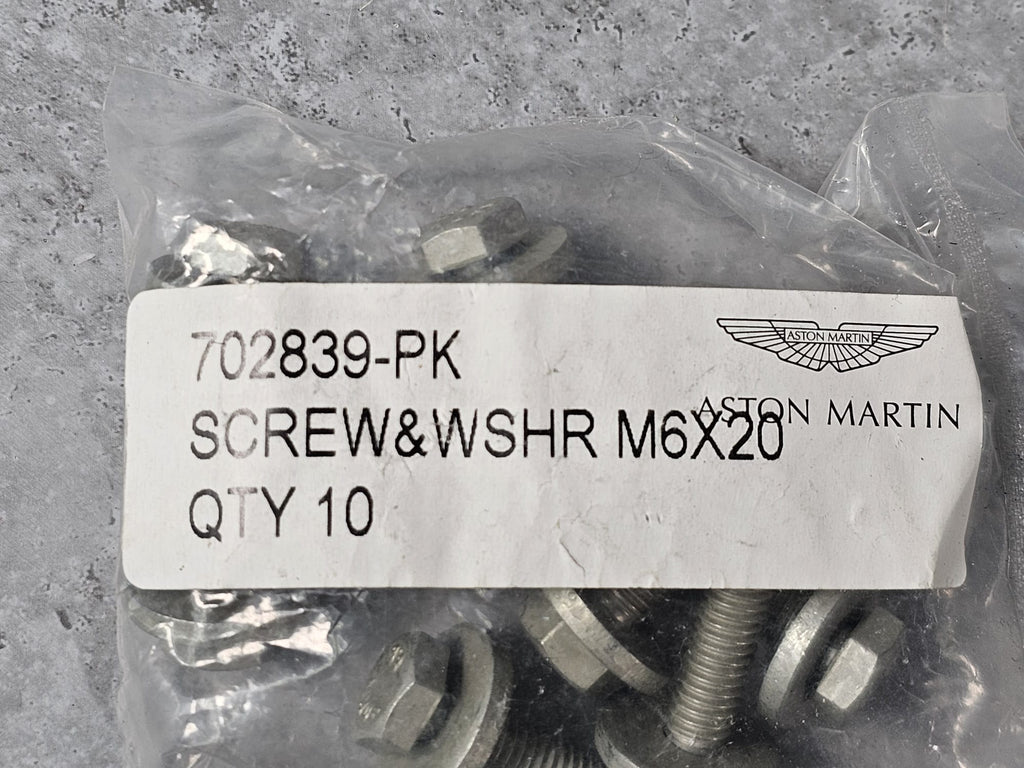 702839-PK
ASTON MARTIN
ASTON MARTIN
SCREW&WSHR M6X20
QTY 10